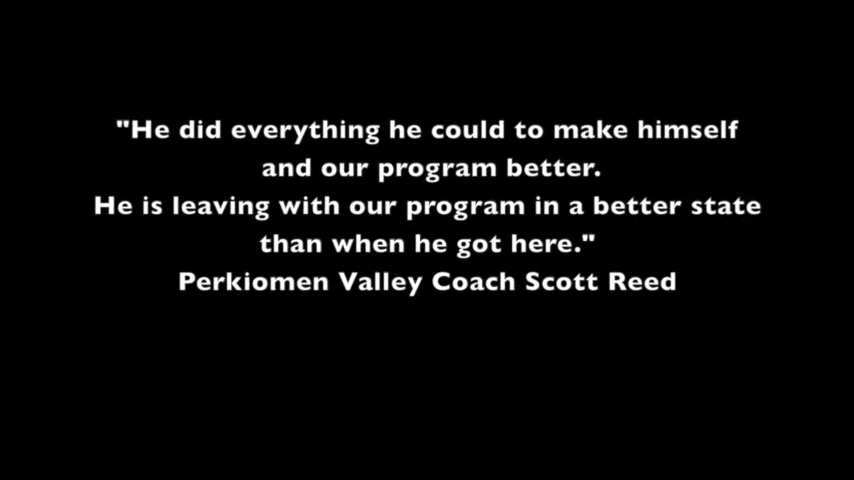 "He did everything he could to make himself
and our program better.
He is leaving with our program in a better state
than when he got here."
Perkiomen Valley Coach Scott Reed